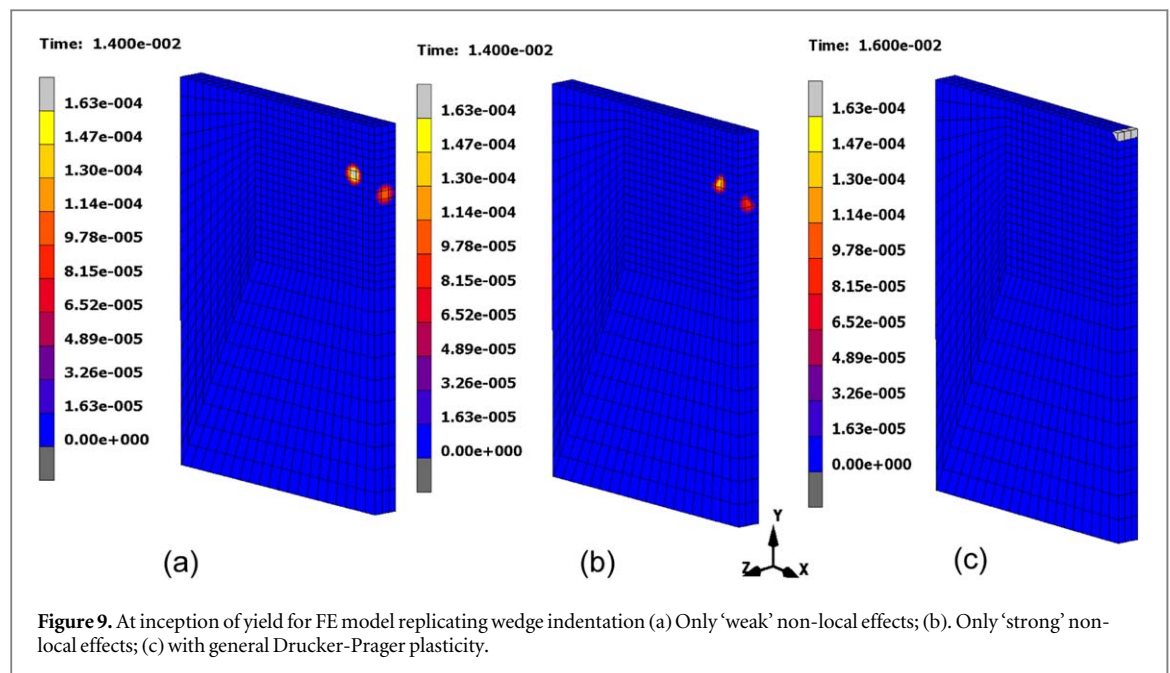 Time: 1.400e-002
1.63e-004
1.47e-004
1.30e-004
1.14e-004
9.78e-005
8.15e-005
6.52e-005
4.89e-005
3.26e-005
1.63e-005
0.00e+000
(a)
Time: 1.400e-002
1.63e-004
1.47e-004
1.30e-004
1.14e-004
9.78e-005
8.15e-005
6.52e-005
4.89e-005
3.26e-005
1.63e-005
0.00e+000
(b)
Y
Z
X
Time: 1.600e-002
1.63e-004
1.47e-004
1.30e-004
1.14e-004
9.78e-005
8.15e-005
6.52e-005
4.89e-005
3.26e-005
1.63e-005
0.00e+000
(c)
Figure 9. At inception of yield for FE model replicating wedge indentation (a) Only ‘weak’ non-local effects; (b). Only ‘strong’ non-
local effects; (c) with general Drucker-Prager plasticity.